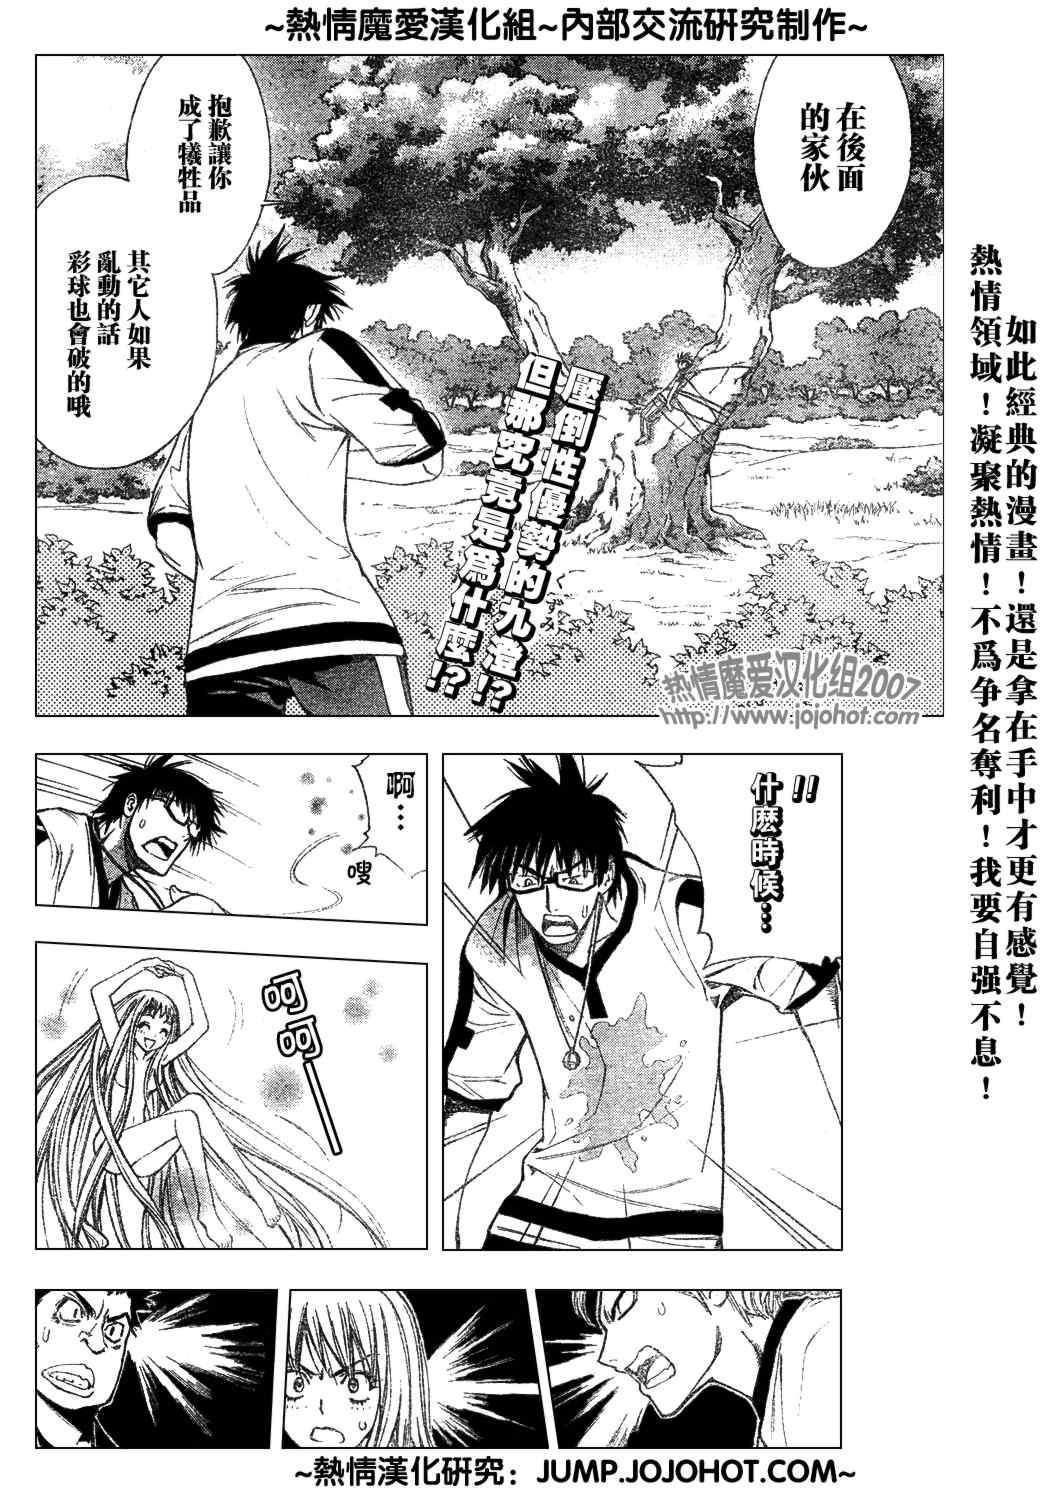 ~熱情魔愛漢化組~內部交流研究制作~
在後面
的家伙
抱歉讓你
成了犧牲品
其它人如果
亂動的話
彩球也會破的哦
壓倒性優勢的九澄!?
くずみ
但那究竟是為什麼!?
熱情魔爱汉化组2007
http://www.jojohot.com
如此經典的漫畫！還是拿在手中才更有感覺！
熱情領域！凝聚熱情！不爲争名奪利！我要自强不息！
!!
什麽時候…
啊…
嗖
呵呵—
~熱情漢化研究：JUMP.JOJOHOT.COM~